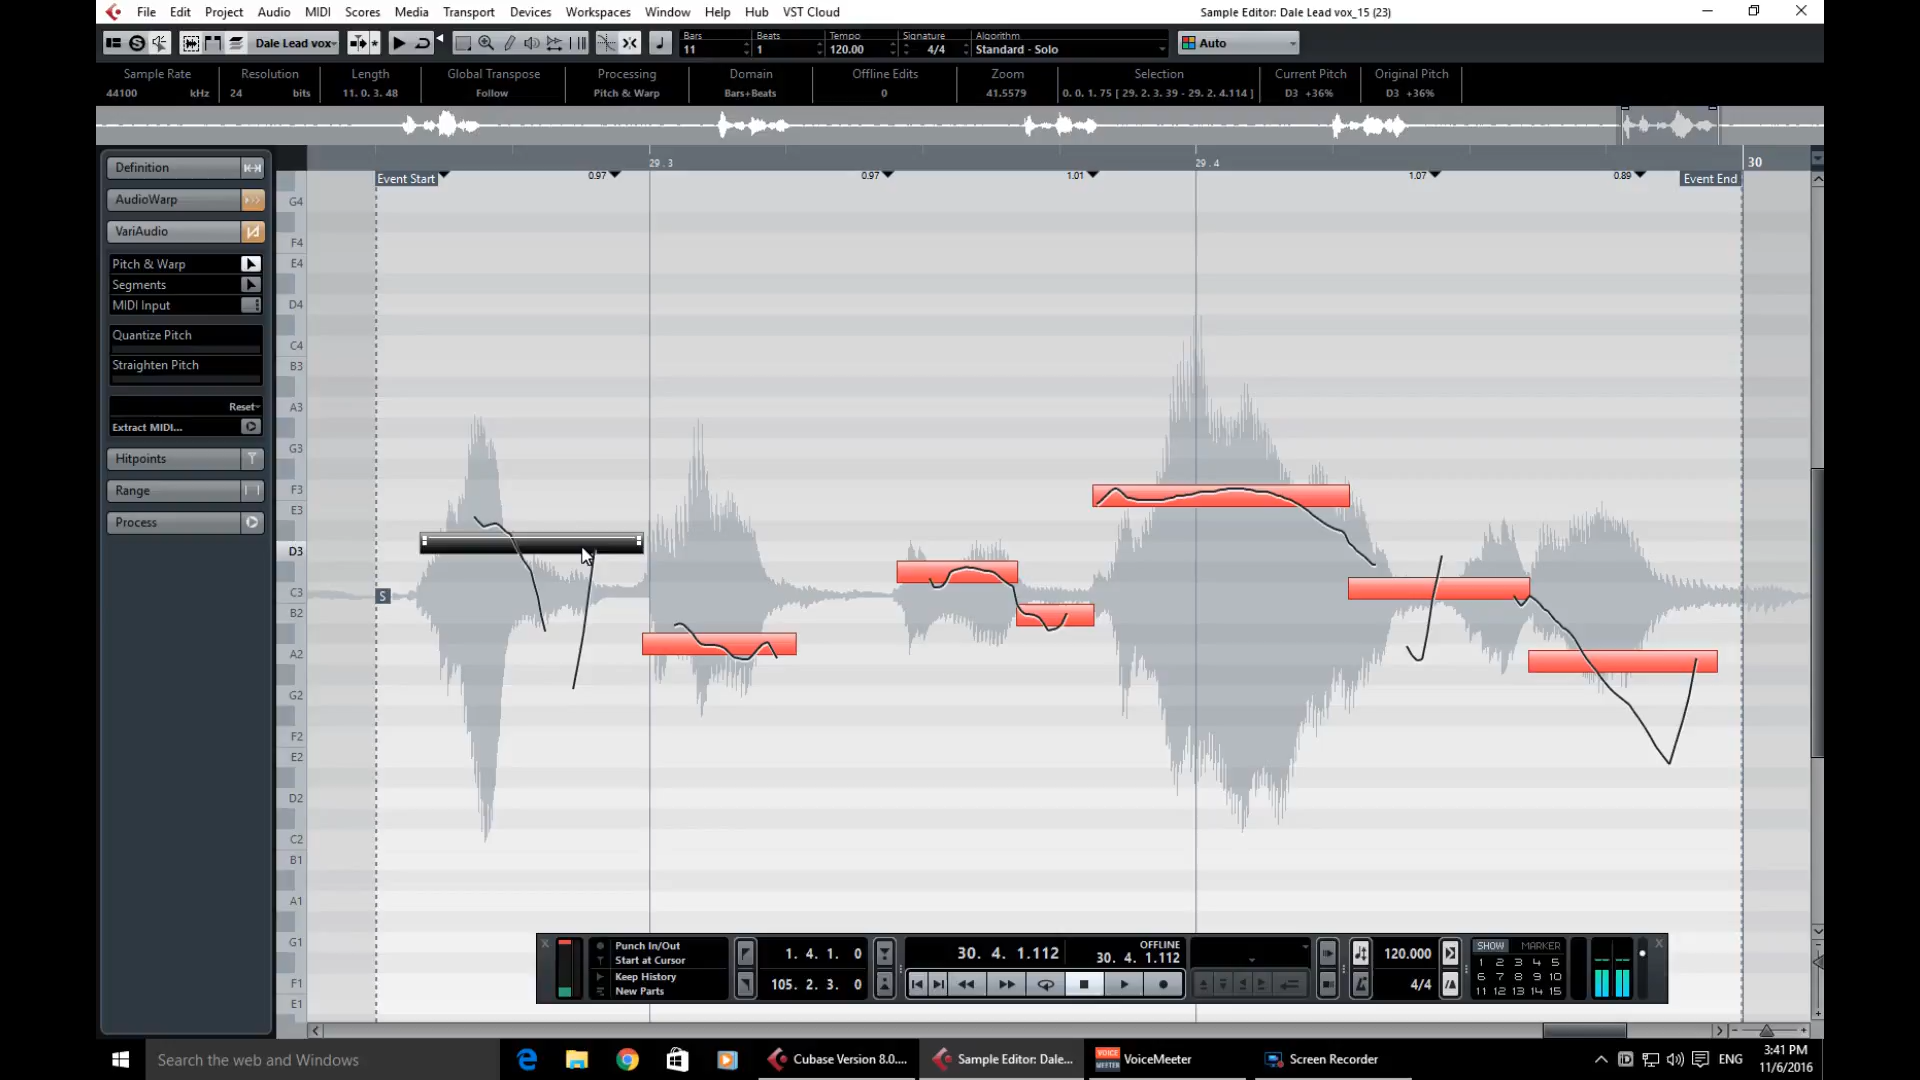 File Edit Project Audio MIDI Scores Media Transport Devices Workspaces Window Help Hub VST Cloud
Sample Editor: Dale Lead vox_15 (23)
Dale Lead vox
Bars 11
Beats 1
Tempo 120.00
Signature 4/4
Algorithm Standard - Solo
Auto
Sample Rate 44100 kHz
Resolution 24 bits
Length 11. 0. 3. 48
Global Transpose Follow
Processing Pitch & Warp
Domain Bars+Beats
Offline Edits 0
Zoom 41.5579
Selection 0. 0. 1. 75 [ 29. 2. 3. 39 - 29. 2. 4.114 ]
Current Pitch D3 +36%
Original Pitch D3 +36%
29.3 29.4 30
Event Start 0.97 0.97 1.01 1.07 0.89 Event End
Definition
AudioWarp
VariAudio
Pitch & Warp
Segments
MIDI Input
Quantize Pitch
Straighten Pitch
Reset
Extract MIDI...
Hitpoints
Range
Process
G4
F4
E4
D4
C4
B3
A3
G3
F3
E3
D3
C3
B2
A2
G2
F2
E2
D2
C2
B1
A1
G1
F1
E1
S
Punch In/Out
Start at Cursor
Keep History
New Parts
1. 4. 1. 0
105. 2. 3. 0
30. 4. 1.112
OFFLINE
30. 4. 1.112
120.000
4/4
SHOW MARKER
1 2 3 4 5
6 7 8 9 10
11 12 13 14 15
Search the web and Windows
Cubase Version 8.0....
Sample Editor: Dale...
VOICE MEETER
VoiceMeeter
Screen Recorder
ENG
3:41 PM
11/6/2016